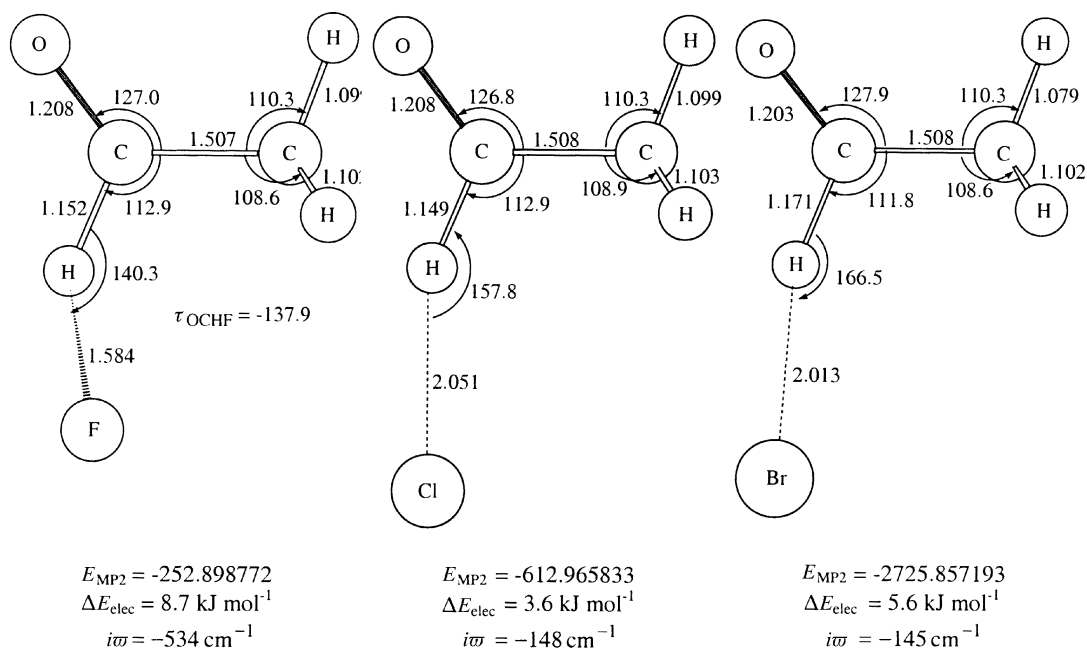 O
H
1.208
127.0
110.3
1.09
C
1.507
C
1.152
112.9
108.6
1.10
H
H
140.3
τOCHF = -137.9
1.584
F
EMP2 = -252.898772
ΔEelec = 8.7 kJ mol-1
iϖ = −534 cm−1
O
H
1.208
126.8
110.3
1.099
C
1.508
C
1.149
112.9
108.9
1.103
H
H
157.8
2.051
Cl
EMP2 = -612.965833
ΔEelec = 3.6 kJ mol-1
iϖ = −148 cm−1
O
H
1.203
127.9
110.3
1.079
C
1.508
C
1.171
111.8
108.6
1.102
H
H
166.5
2.013
Br
EMP2 = -2725.857193
ΔEelec = 5.6 kJ mol-1
iϖ = −145 cm−1